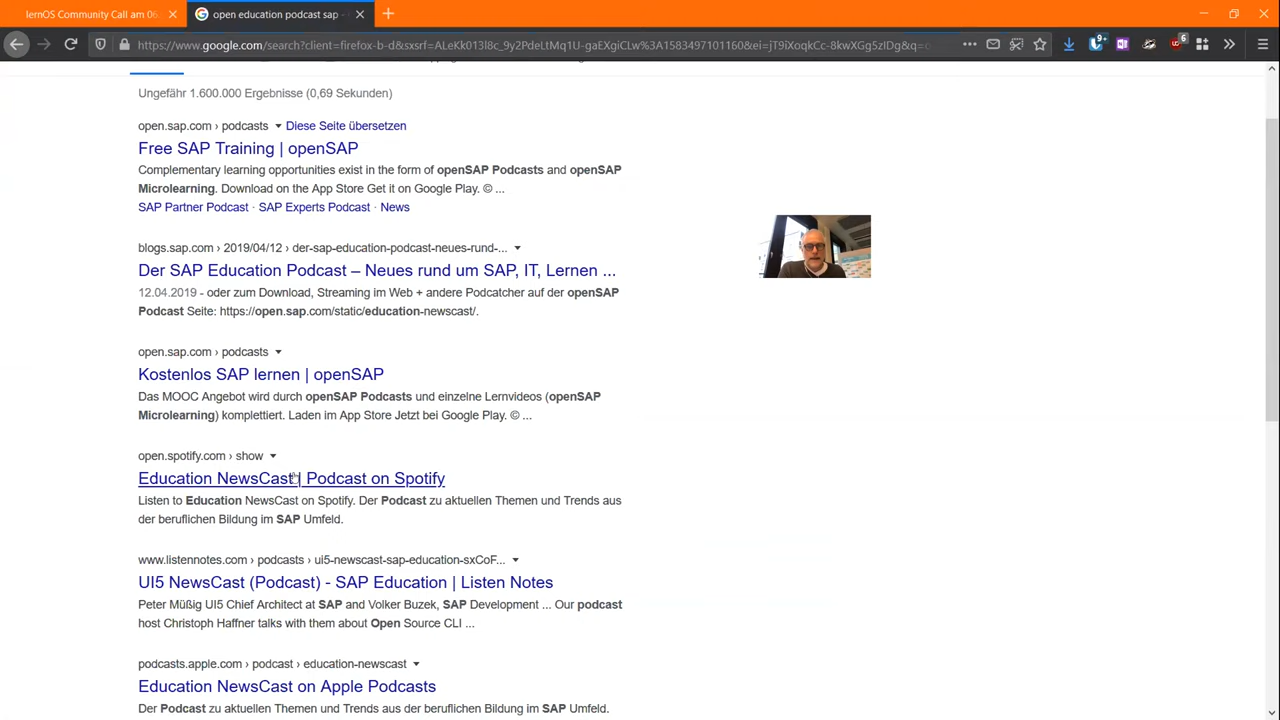 lernOS Community Call am 06
open education podcast sap -
https://www.google.com/search?client=firefox-b-d&sxsrf=ALeKk013l8c_9y2PdeLtMq1U-gaEXgiCLw%3A1583497101160&ei=jT9iXoqkCc-8kwXGg5zIDg&q=o
9+
6
Ungefähr 1.600.000 Ergebnisse (0,69 Sekunden)
open.sap.com › podcasts Diese Seite übersetzen
Free SAP Training | openSAP
Complementary learning opportunities exist in the form of openSAP Podcasts and openSAP
Microlearning. Download on the App Store Get it on Google Play. © ...
SAP Partner Podcast · SAP Experts Podcast · News
blogs.sap.com › 2019/04/12 › der-sap-education-podcast-neues-rund-...
Der SAP Education Podcast – Neues rund um SAP, IT, Lernen ...
12.04.2019 - oder zum Download, Streaming im Web + andere Podcatcher auf der openSAP
Podcast Seite: https://open.sap.com/static/education-newscast/.
open.sap.com › podcasts
Kostenlos SAP lernen | openSAP
Das MOOC Angebot wird durch openSAP Podcasts und einzelne Lernvideos (openSAP
Microlearning) komplettiert. Laden im App Store Jetzt bei Google Play. © ...
open.spotify.com › show
Education NewsCast | Podcast on Spotify
Listen to Education NewsCast on Spotify. Der Podcast zu aktuellen Themen und Trends aus
der beruflichen Bildung im SAP Umfeld.
www.listennotes.com › podcasts › ui5-newscast-sap-education-sxCoF...
UI5 NewsCast (Podcast) - SAP Education | Listen Notes
Peter Müßig UI5 Chief Architect at SAP and Volker Buzek, SAP Development ... Our podcast
host Christoph Haffner talks with them about Open Source CLI ...
podcasts.apple.com › podcast › education-newscast
Education NewsCast on Apple Podcasts
Der Podcast zu aktuellen Themen und Trends aus der beruflichen Bildung im SAP Umfeld.